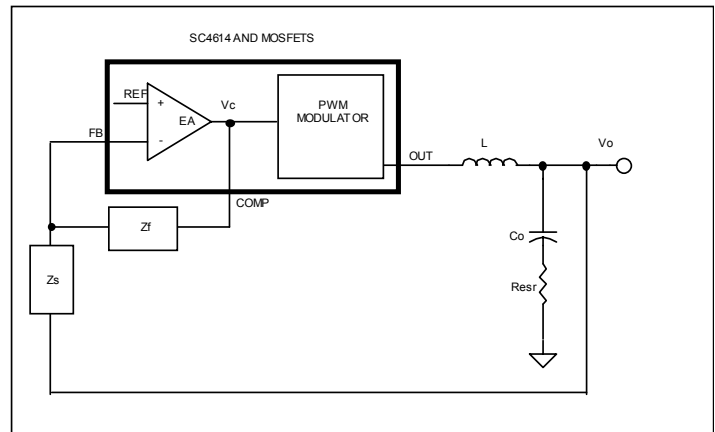 SC4614 AND MOSFETS
REF
+
EA
-
Vc
FB
PWM
MODULATOR
OUT
L
Vo
COMP
Zf
Zs
Co
Resr